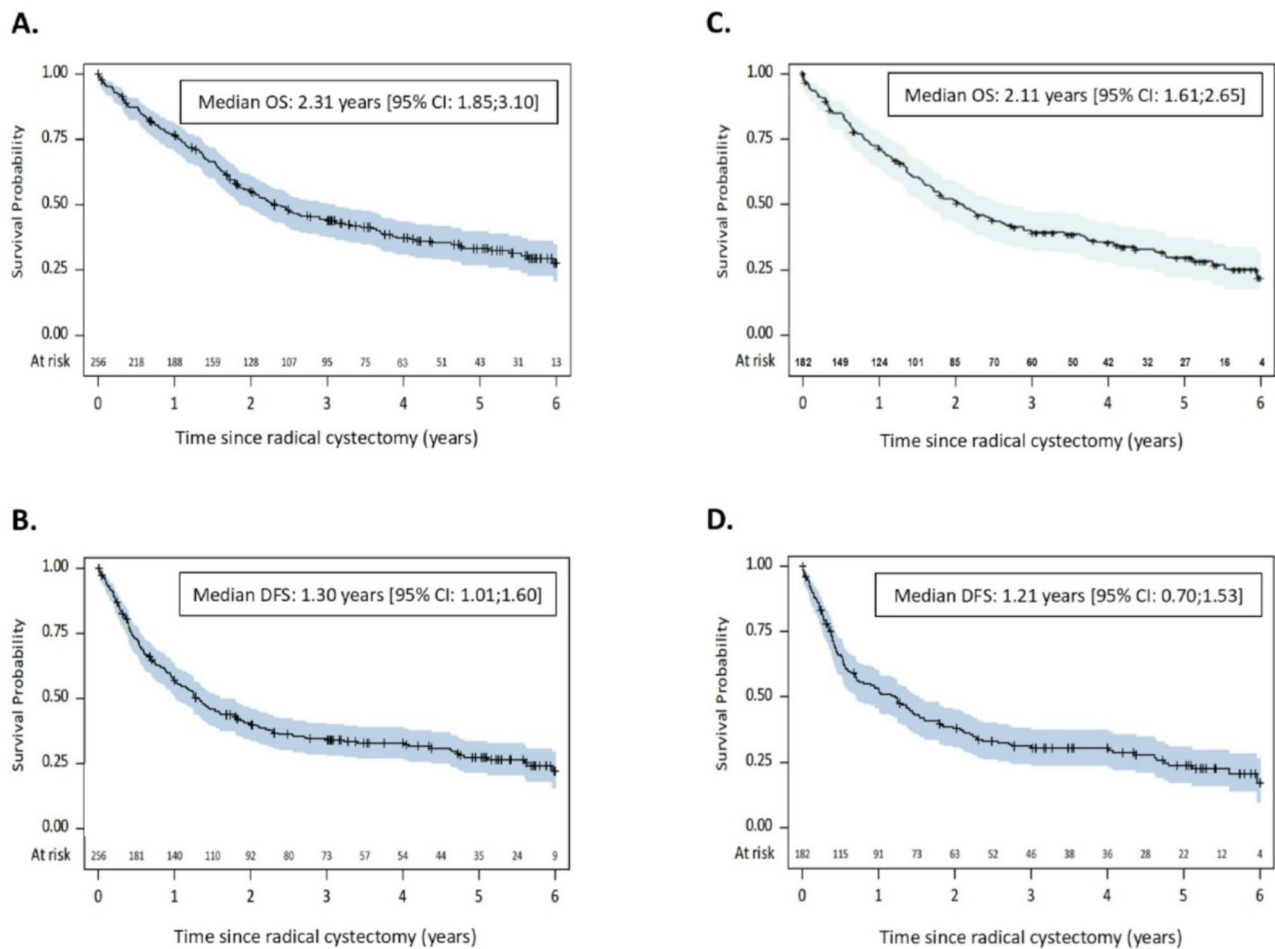 A.
Median OS: 2.31 years [95% CI: 1.85;3.10]
Survival Probability
1.00
0.75
0.50
0.25
0.00
At risk 256 218 188 159 128 107 95 75 63 51 43 31 13
0 1 2 3 4 5 6
Time since radical cystectomy (years)
C.
Median OS: 2.11 years [95% CI: 1.61;2.65]
Survival Probability
1.00
0.75
0.50
0.25
0.00
At risk 182 149 124 101 85 70 60 50 42 32 27 16 4
0 1 2 3 4 5 6
Time since radical cystectomy (years)
B.
Median DFS: 1.30 years [95% CI: 1.01;1.60]
Survival Probability
1.00
0.75
0.50
0.25
0.00
At risk 256 181 140 110 92 80 73 57 54 44 35 24 9
0 1 2 3 4 5 6
Time since radical cystectomy (years)
D.
Median DFS: 1.21 years [95% CI: 0.70;1.53]
Survival Probability
1.00
0.75
0.50
0.25
0.00
At risk 182 115 91 73 63 52 46 38 36 28 22 12 4
0 1 2 3 4 5 6
Time since radical cystectomy (years)